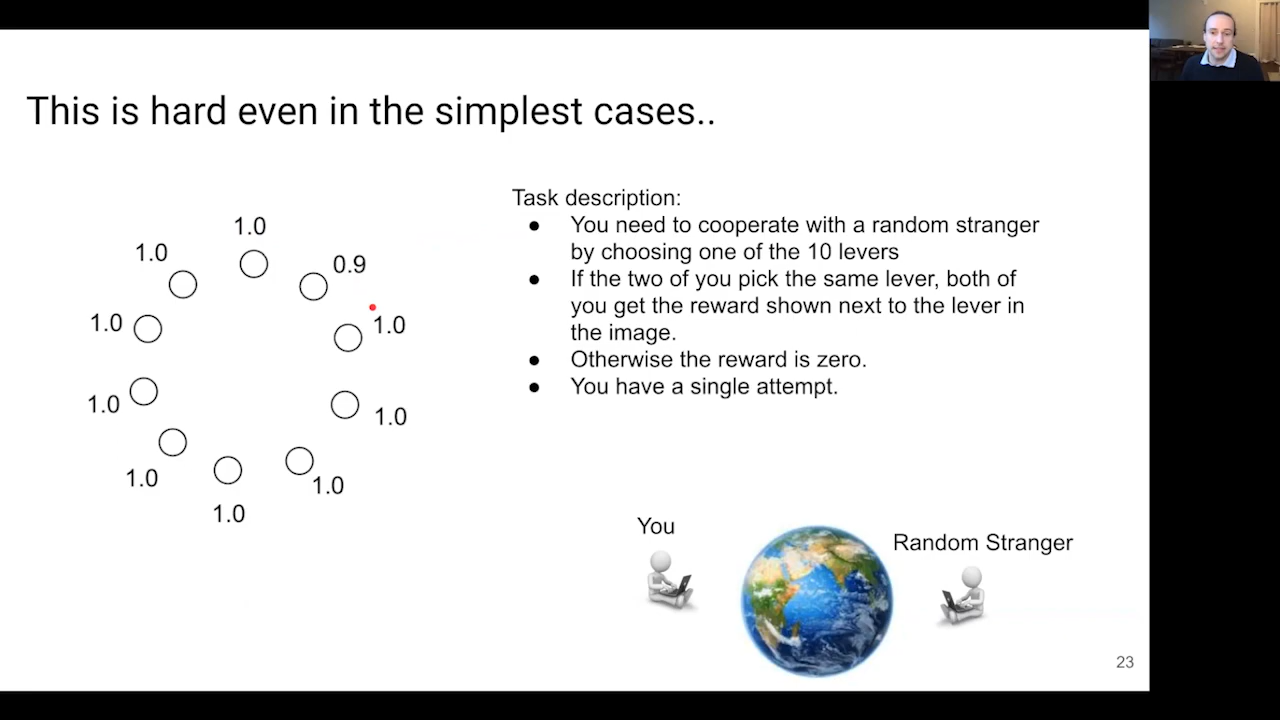 This is hard even in the simplest cases..
1.0
1.0
0.9
1.0
1.0
1.0
1.0
1.0
1.0
1.0
Task description:
● You need to cooperate with a random stranger
by choosing one of the 10 levers
● If the two of you pick the same lever, both of
you get the reward shown next to the lever in
the image.
● Otherwise the reward is zero.
● You have a single attempt.
You
Random Stranger
23